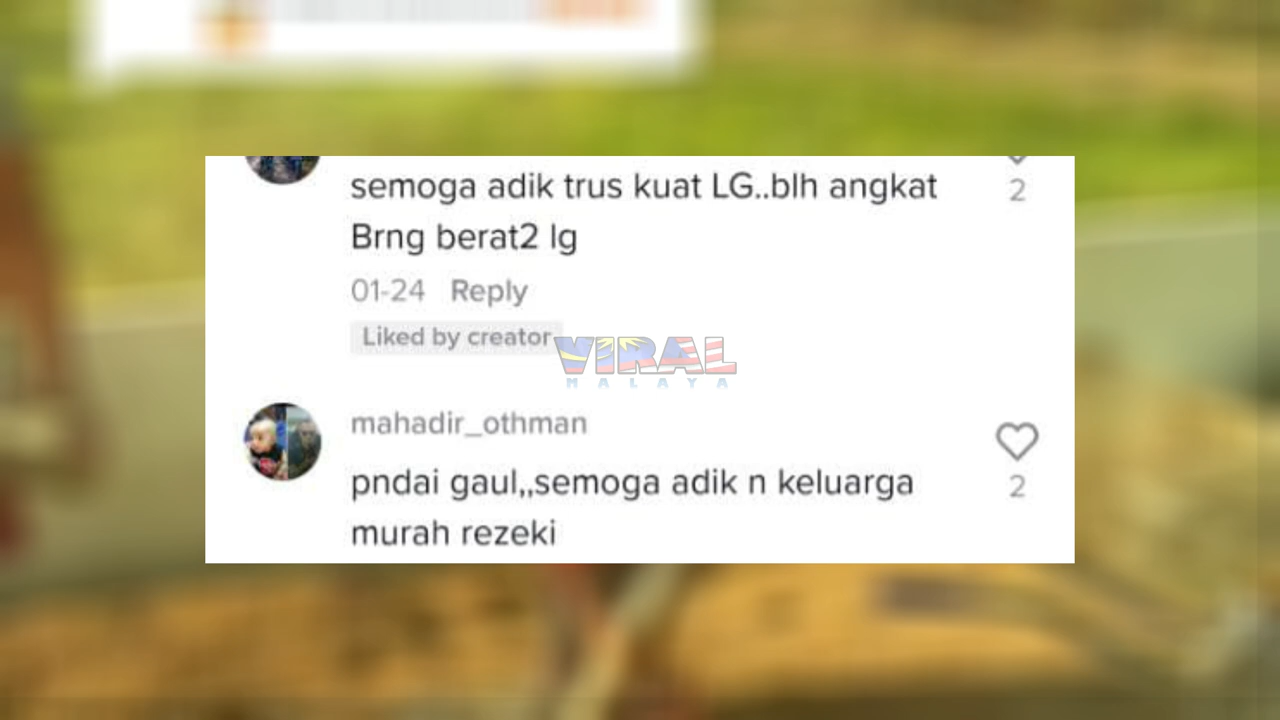 semoga adik trus kuat LG..blh angkat
2
Brng berat2 lg
01-24 Reply
Liked by creator
VIRAL
MALAYA
mahadir_othman
pndai gaul,,semoga adik n keluarga
2
murah rezeki